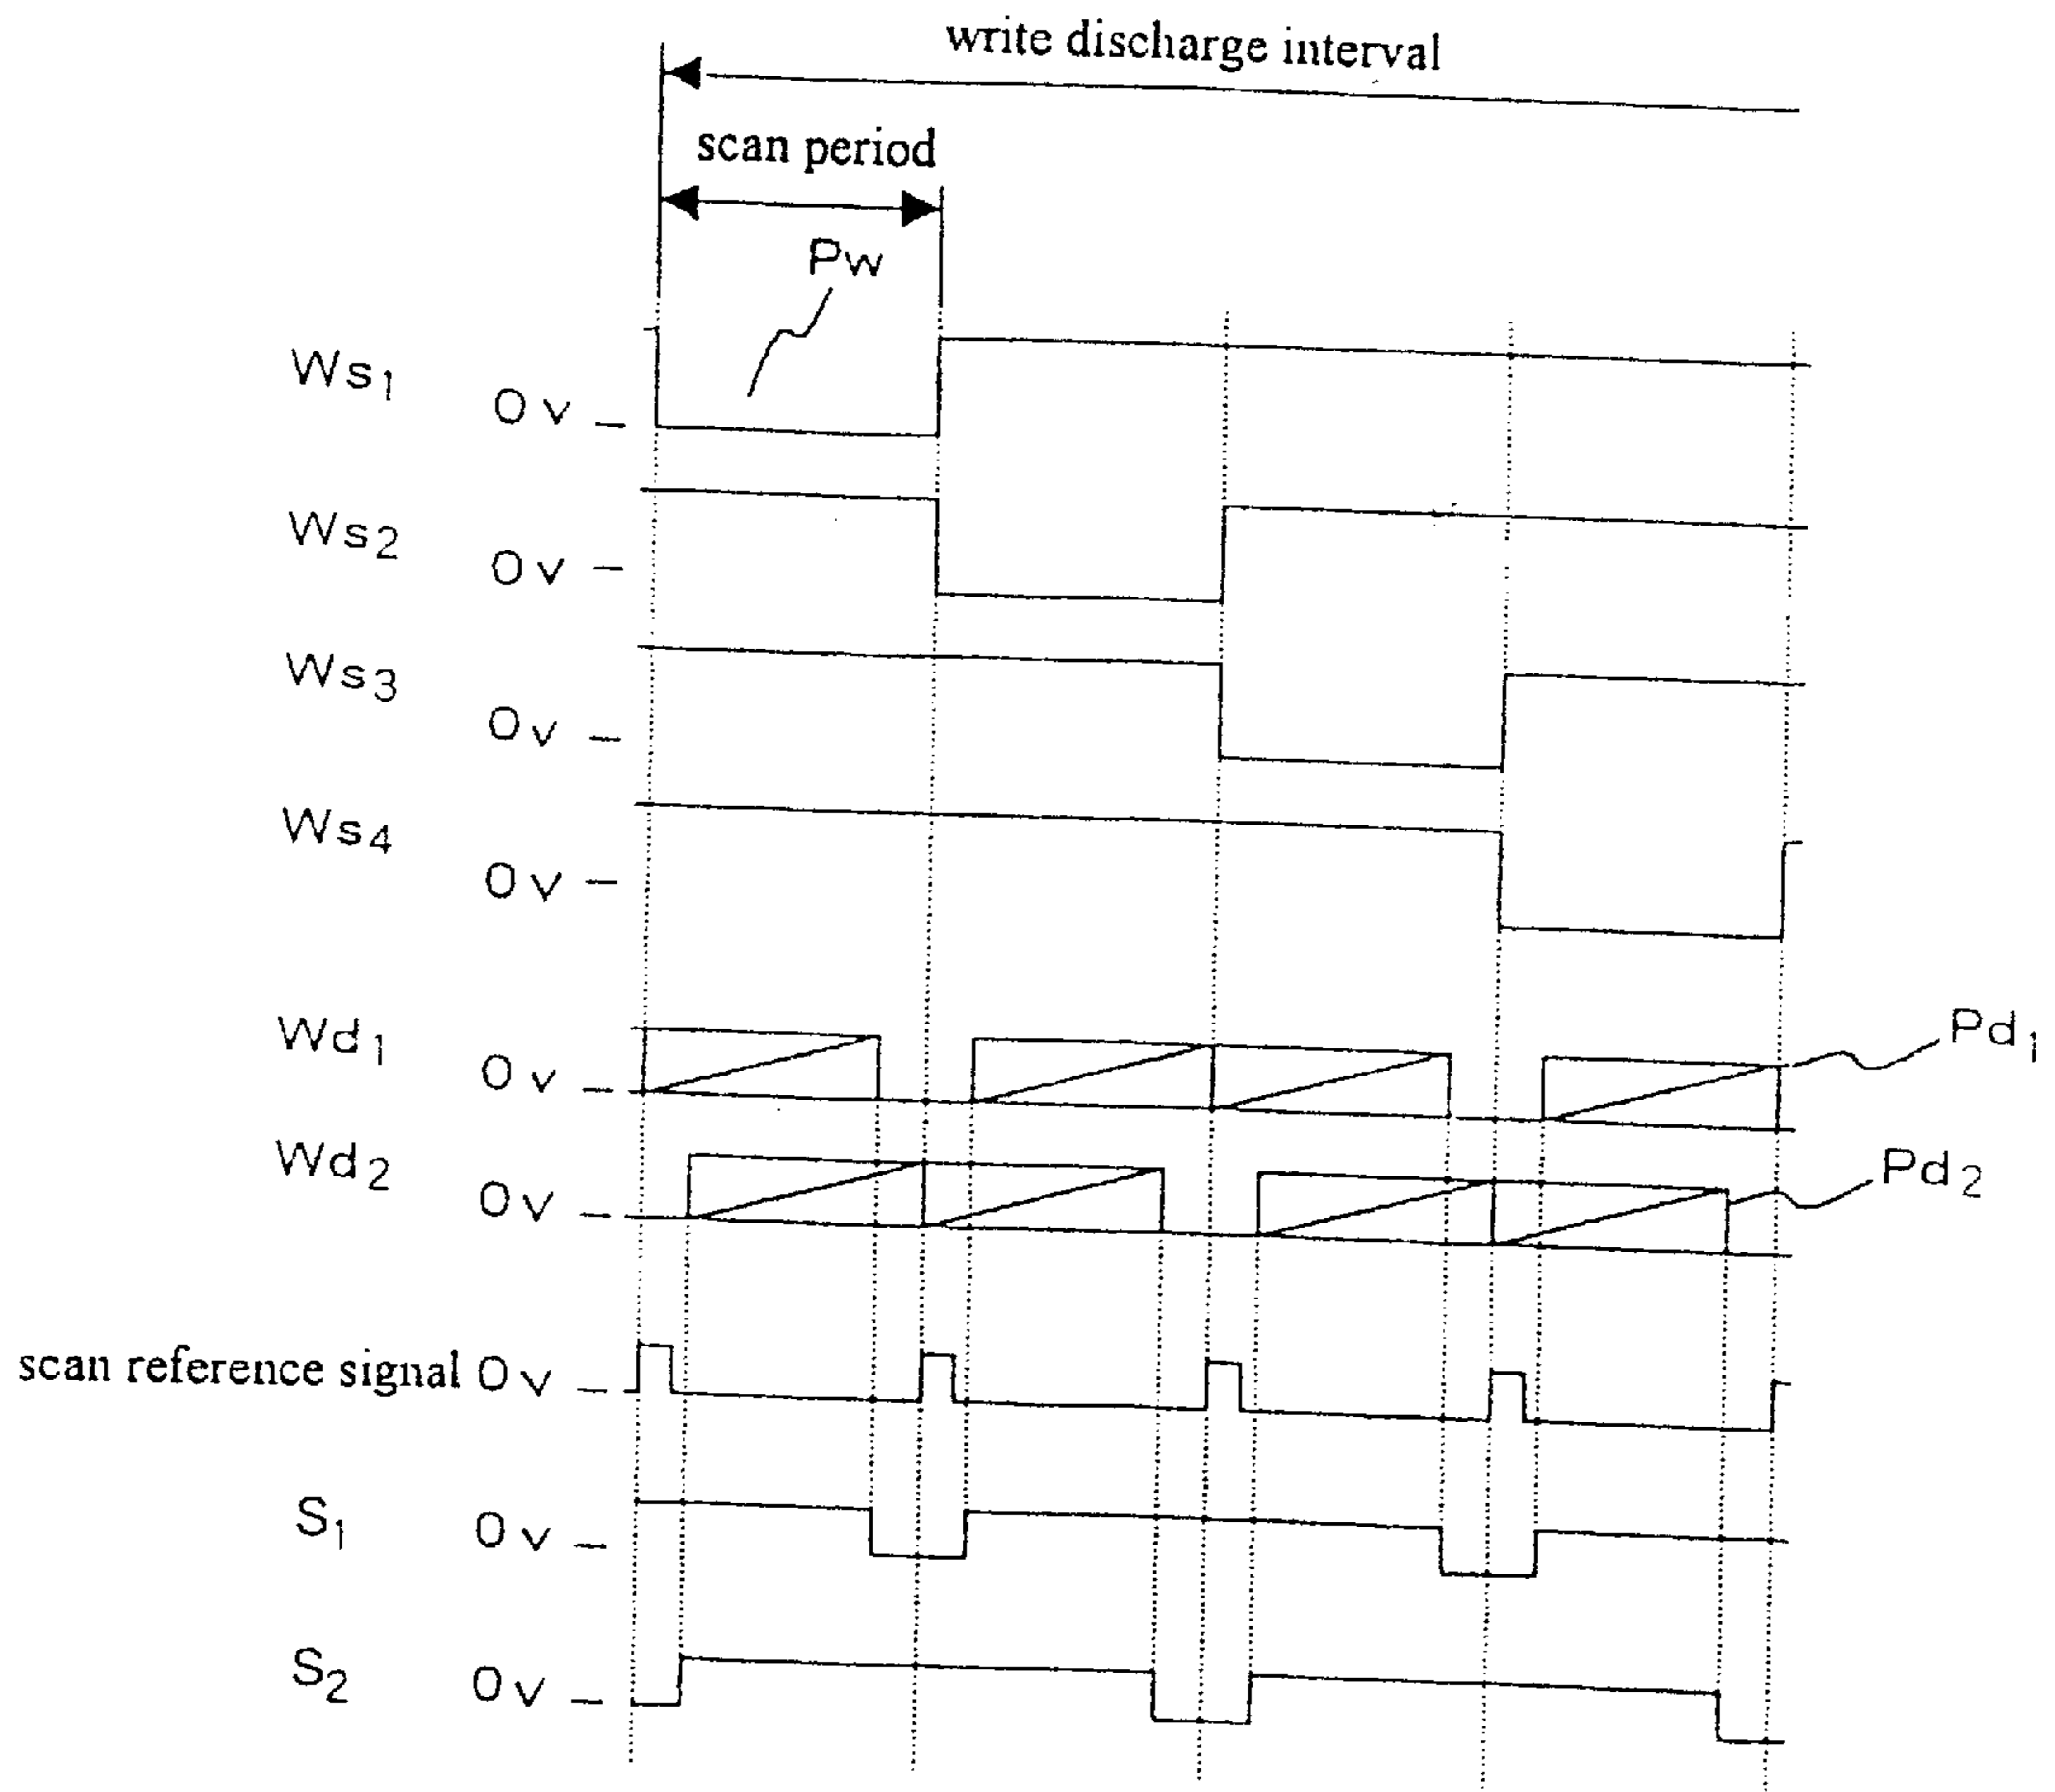 write discharge interval
scan period
Pw
Ws1
0v
Ws2
0v
Ws3
0v
Ws4
0v
Wd1
0v
Pd1
Wd2
0v
Pd2
scan reference signal 0v
S1
0v
S2
0v